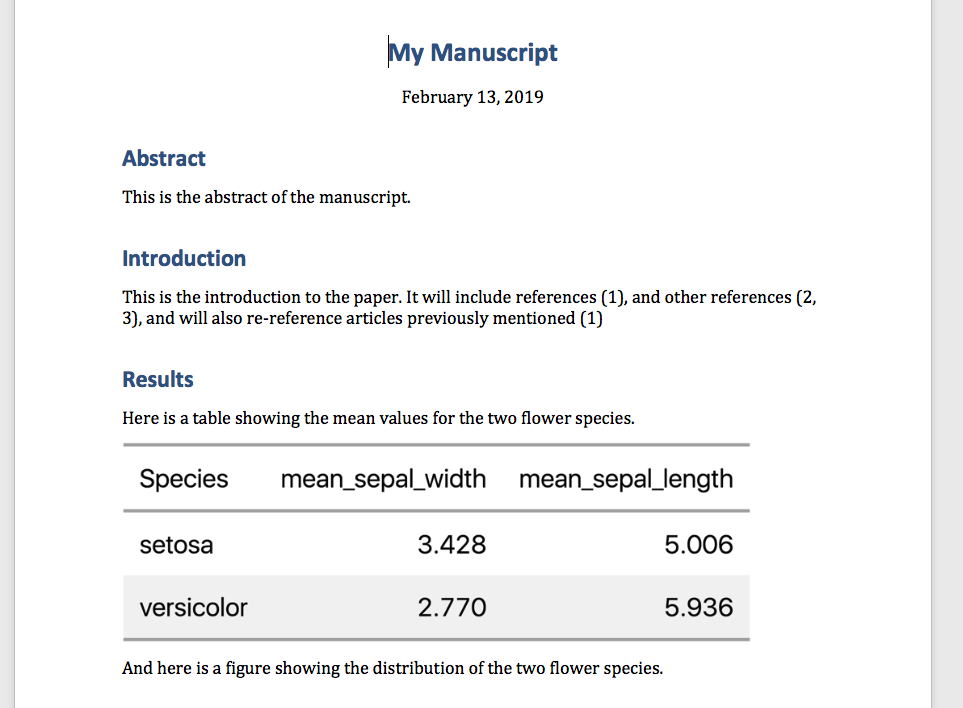 My Manuscript
February 13, 2019
Abstract
This is the abstract of the manuscript.
Introduction
This is the introduction to the paper. It will include references (1), and other references (2,
3), and will also re-reference articles previously mentioned (1)
Results
Here is a table showing the mean values for the two flower species.
Species mean_sepal_width mean_sepal_length
setosa 3.428 5.006
versicolor 2.770 5.936
And here is a figure showing the distribution of the two flower species.